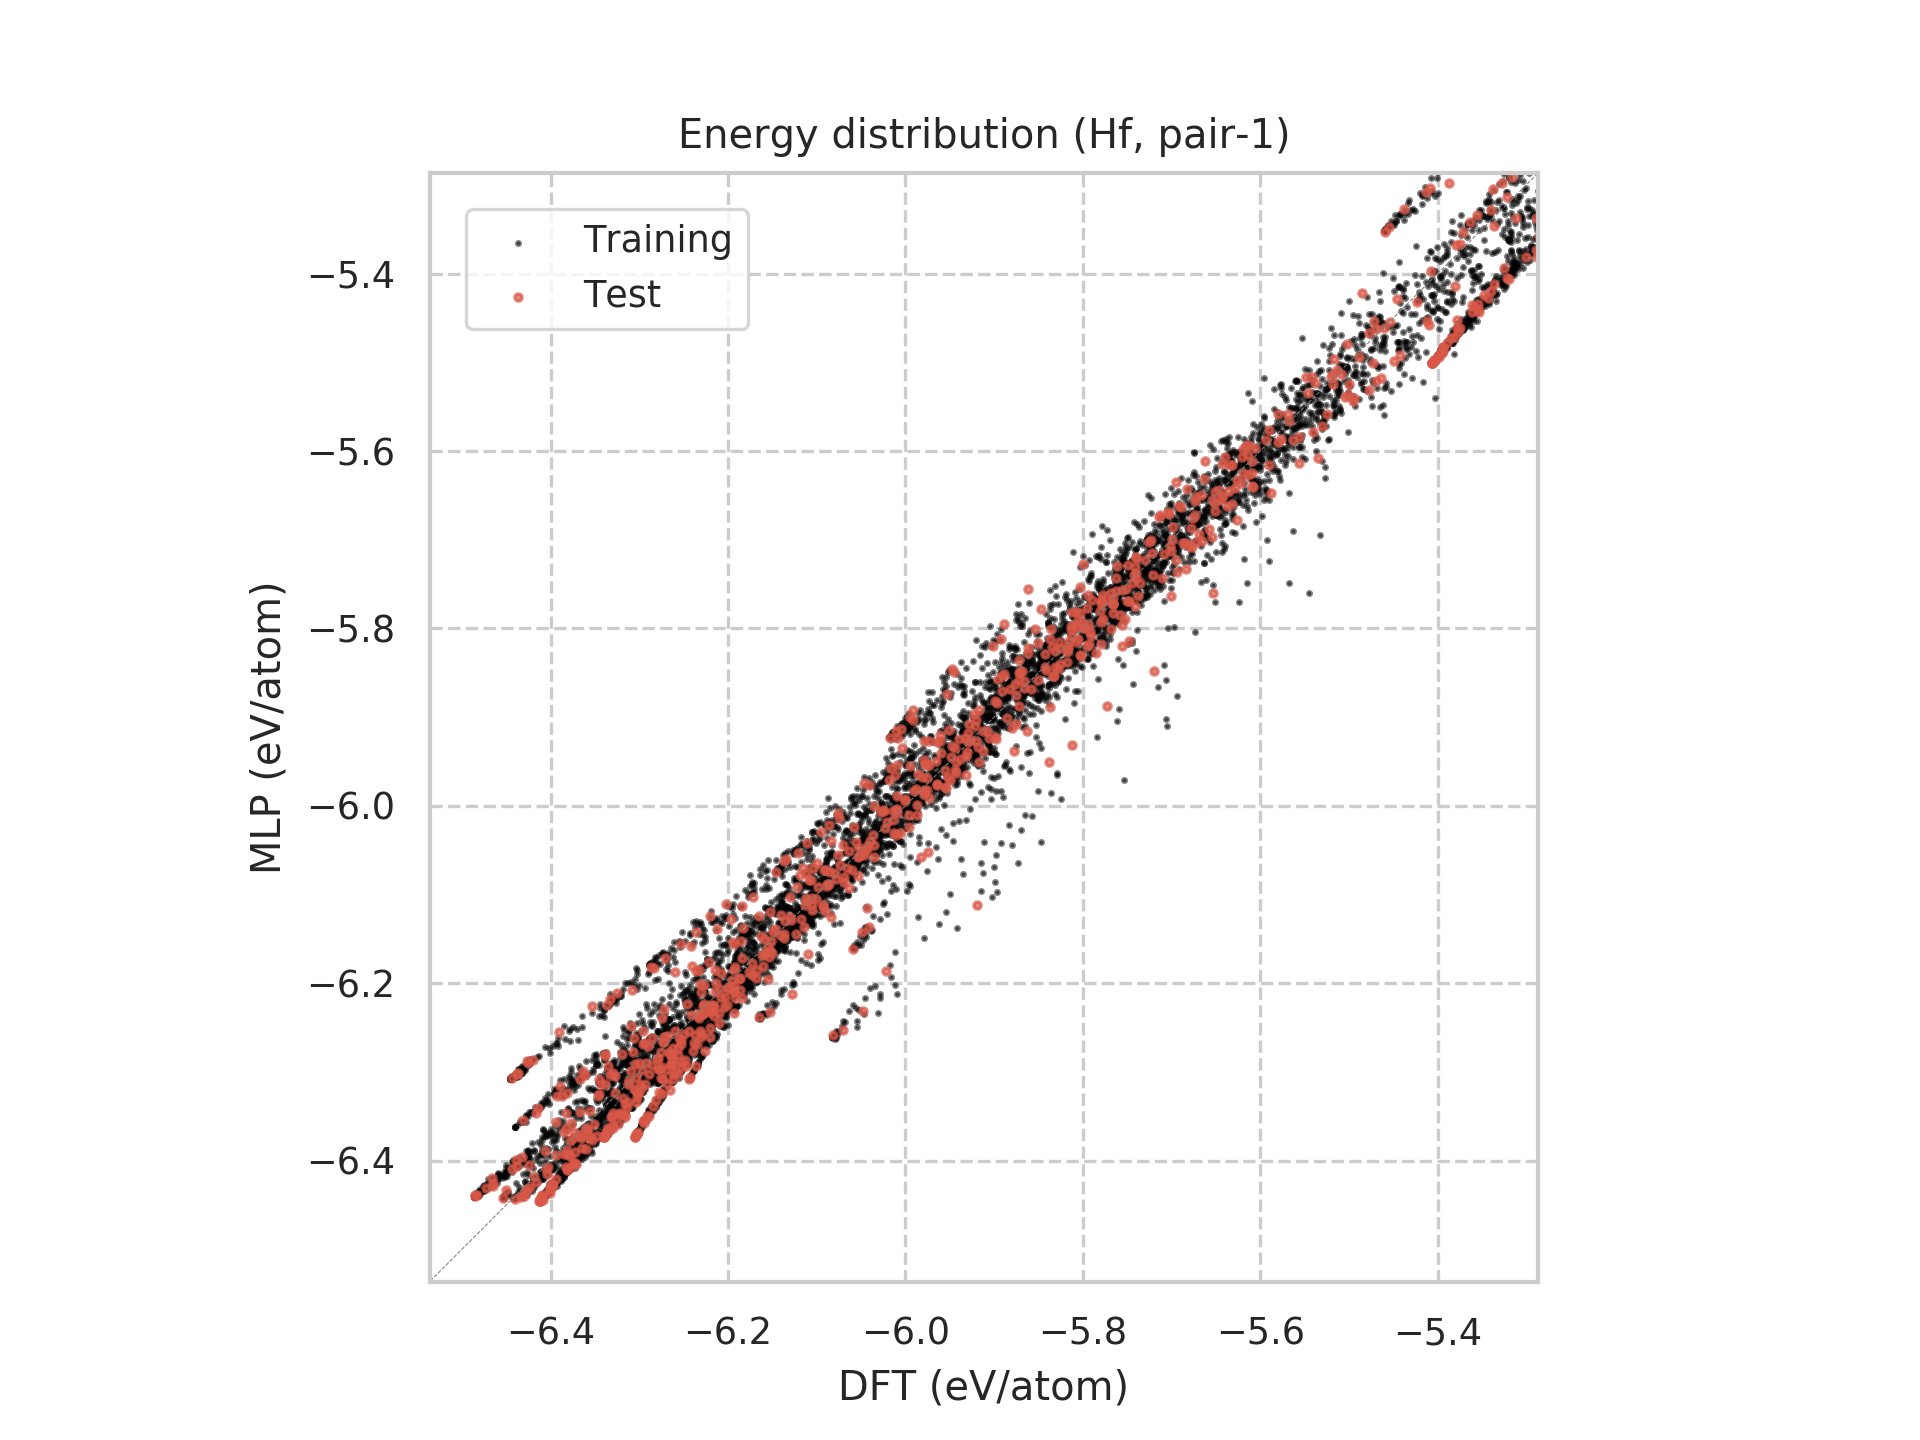 Energy distribution (Hf, pair-1)
Training
Test
−5.4
−5.6
−5.8
−6.0
−6.2
−6.4
MLP (eV/atom)
−6.4 −6.2 −6.0 −5.8 −5.6 −5.4
DFT (eV/atom)